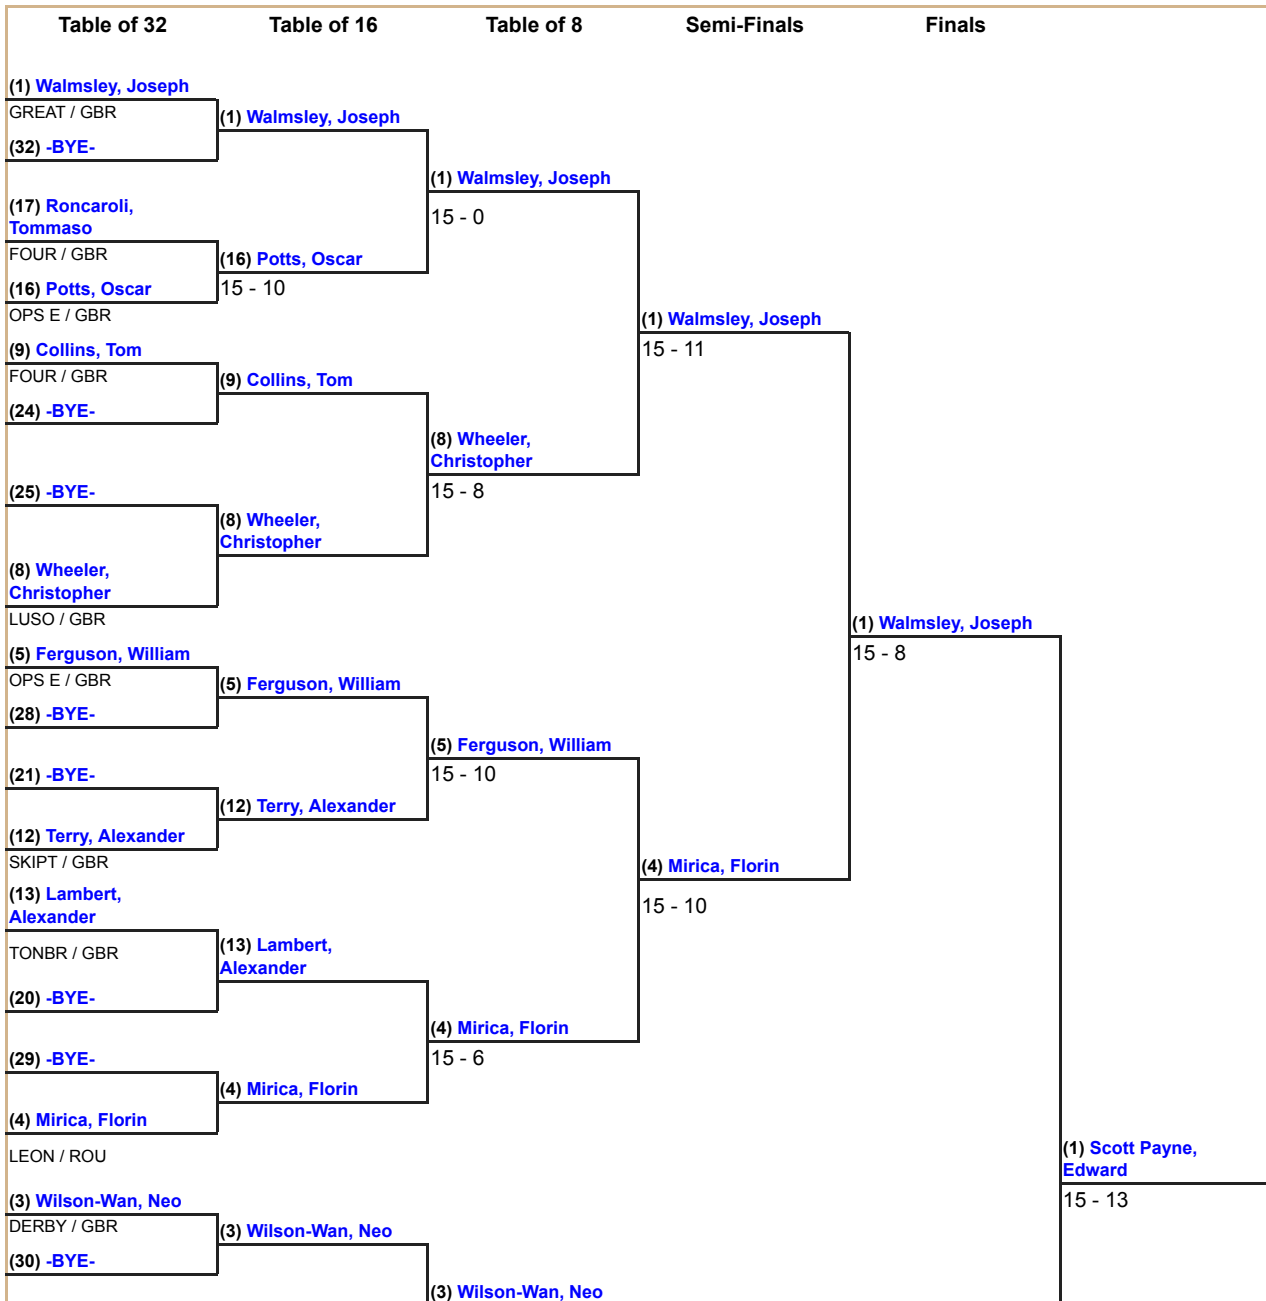 Table of 32
Table of 16
Table of 8
Semi-Finals
Finals
(1) Walmsley, Joseph
GREAT / GBR
(1) Walmsley, Joseph
(32) -BYE-
(1) Walmsley, Joseph
(17) Roncaroli,
Tommaso
15 - 0
FOUR / GBR
(16) Potts, Oscar
(16) Potts, Oscar
15 - 10
OPS E / GBR
(1) Walmsley, Joseph
(9) Collins, Tom
15 - 11
FOUR / GBR
(9) Collins, Tom
(24) -BYE-
(8) Wheeler,
Christopher
(25) -BYE-
15 - 8
(8) Wheeler,
Christopher
(8) Wheeler,
Christopher
LUSO / GBR
(1) Walmsley, Joseph
(5) Ferguson, William
15 - 8
OPS E / GBR
(5) Ferguson, William
(28) -BYE-
(5) Ferguson, William
(21) -BYE-
15 - 10
(12) Terry, Alexander
(12) Terry, Alexander
SKIPT / GBR
(4) Mirica, Florin
(13) Lambert,
Alexander
15 - 10
TONBR / GBR
(13) Lambert,
Alexander
(20) -BYE-
(4) Mirica, Florin
(29) -BYE-
15 - 6
(4) Mirica, Florin
(4) Mirica, Florin
LEON / ROU
(1) Scott Payne,
Edward
(3) Wilson-Wan, Neo
15 - 13
DERBY / GBR
(3) Wilson-Wan, Neo
(30) -BYE-
(3) Wilson-Wan, Neo